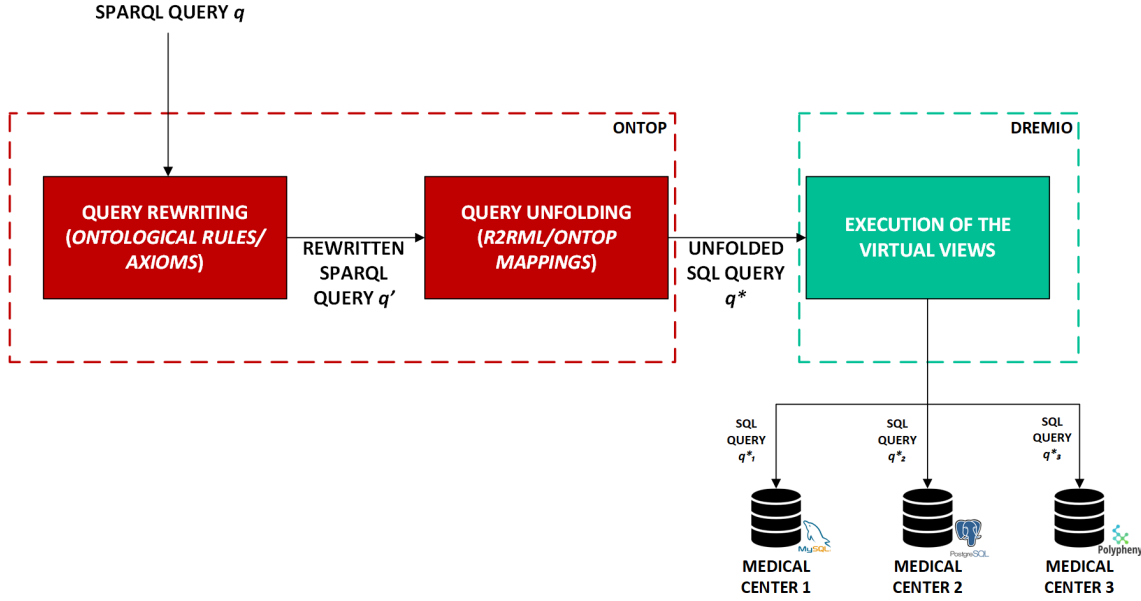 SPARQL QUERY q
ONTOP
DREMIO
QUERY REWRITING
(ONTOLOGICAL RULES/
AXIOMS)
REWRITTEN
SPARQL
QUERY q’
QUERY UNFOLDING
(R2RML/ONTOP
MAPPINGS)
UNFOLDED
SQL QUERY
q*
EXECUTION OF THE
VIRTUAL VIEWS
SQL
QUERY
q*₁
SQL
QUERY
q*₂
SQL
QUERY
q*₃
MySQL
PostgreSQL
Polypheny
MEDICAL
CENTER 1
MEDICAL
CENTER 2
MEDICAL
CENTER 3